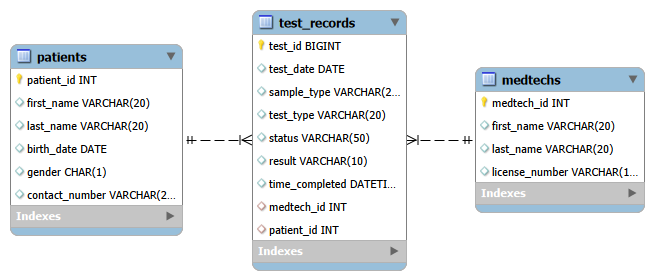 patients
patient_id INT
first_name VARCHAR(20)
last_name VARCHAR(20)
birth_date DATE
gender CHAR(1)
contact_number VARCHAR(2...
Indexes
test_records
test_id BIGINT
test_date DATE
sample_type VARCHAR(2...
test_type VARCHAR(20)
status VARCHAR(50)
result VARCHAR(10)
time_completed DATETI...
medtech_id INT
patient_id INT
Indexes
medtechs
medtech_id INT
first_name VARCHAR(20)
last_name VARCHAR(20)
license_number VARCHAR(1...
Indexes